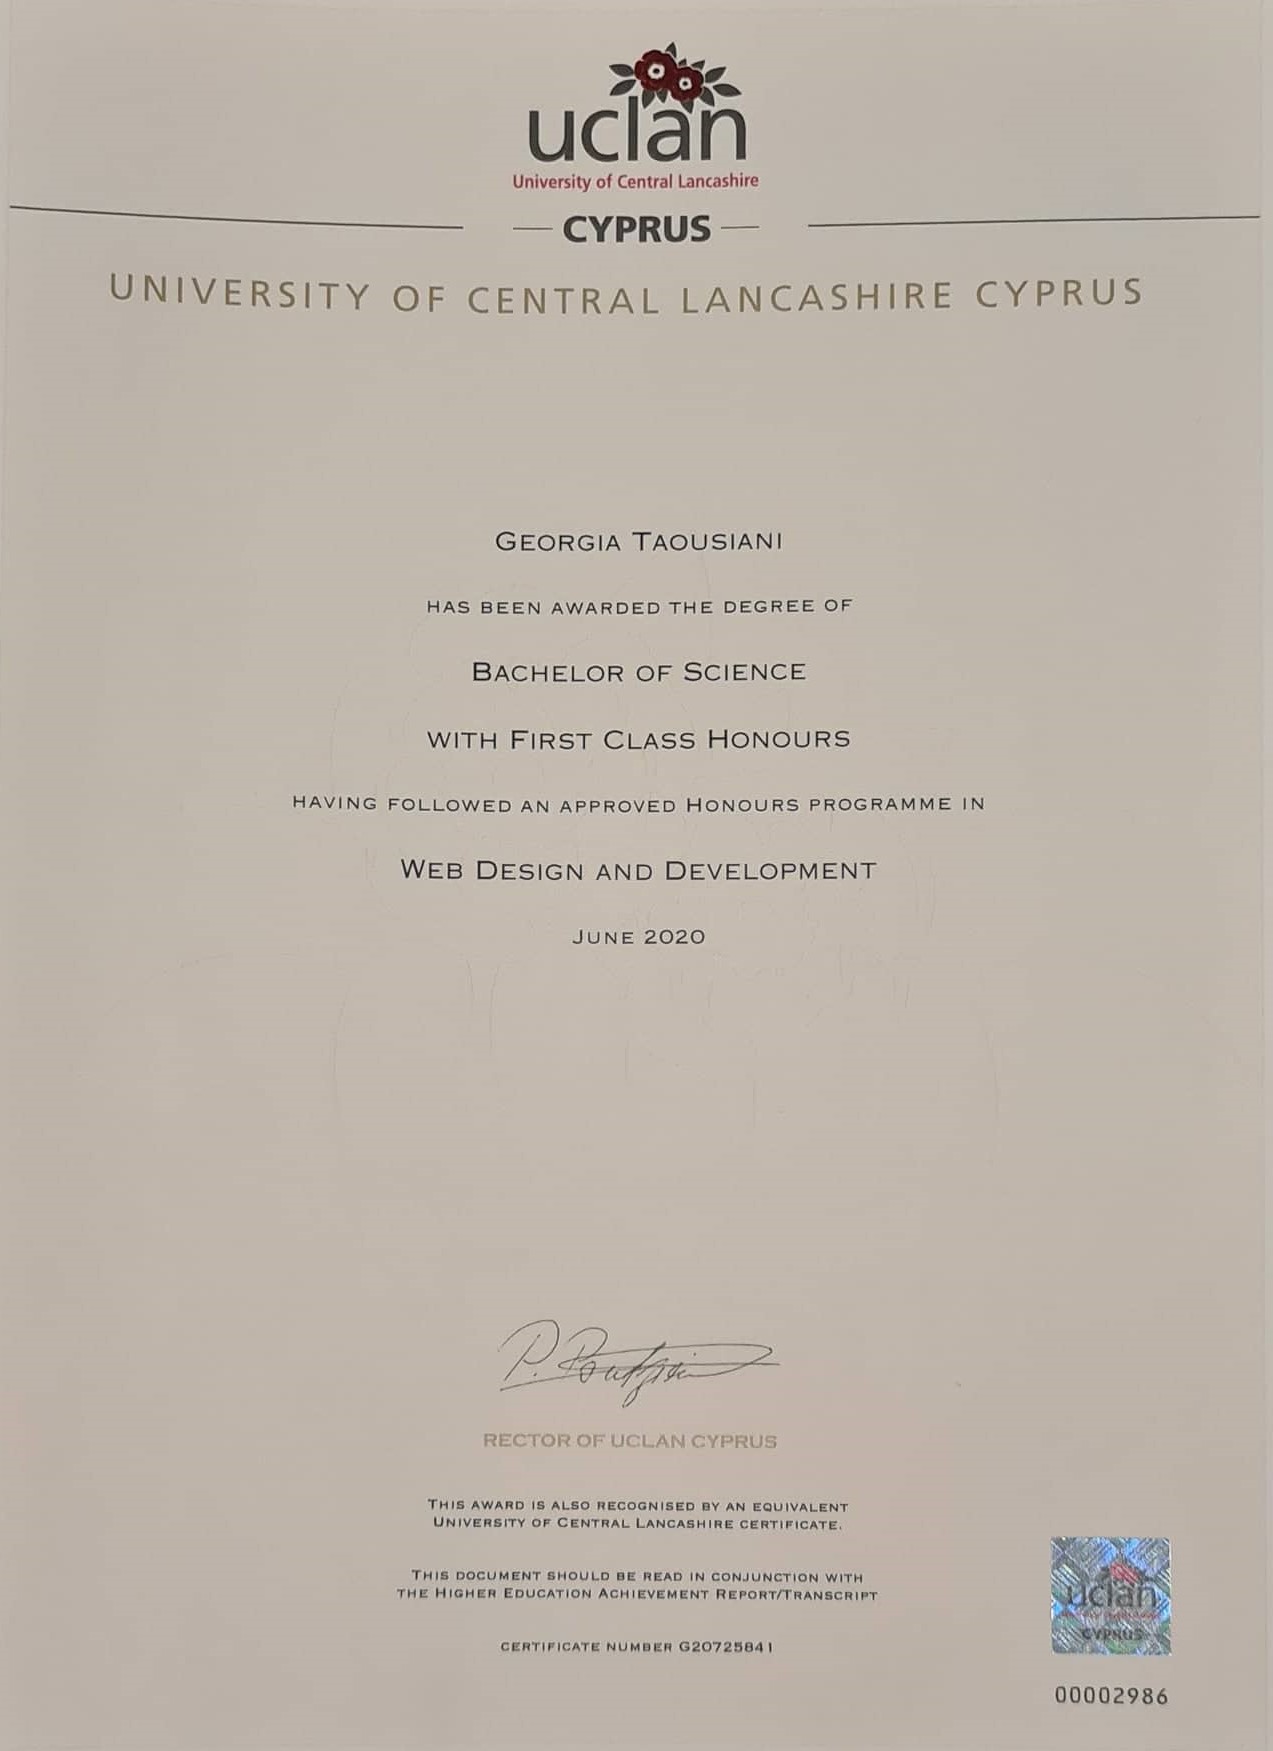 uclan
University of Central Lancashire
CYPRUS
UNIVERSITY OF CENTRAL LANCASHIRE CYPRUS
GEORGIA TAOUSIANI
HAS BEEN AWARDED THE DEGREE OF
BACHELOR OF SCIENCE
WITH FIRST CLASS HONOURS
HAVING FOLLOWED AN APPROVED HONOURS PROGRAMME IN
WEB DESIGN AND DEVELOPMENT
JUNE 2020
RECTOR OF UCLAN CYPRUS
THIS AWARD IS ALSO RECOGNISED BY AN EQUIVALENT
UNIVERSITY OF CENTRAL LANCASHIRE CERTIFICATE.
THIS DOCUMENT SHOULD BE READ IN CONJUNCTION WITH
THE HIGHER EDUCATION ACHIEVEMENT REPORT/TRANSCRIPT
CERTIFICATE NUMBER G20725841
uclan
CYPRUS
00002986